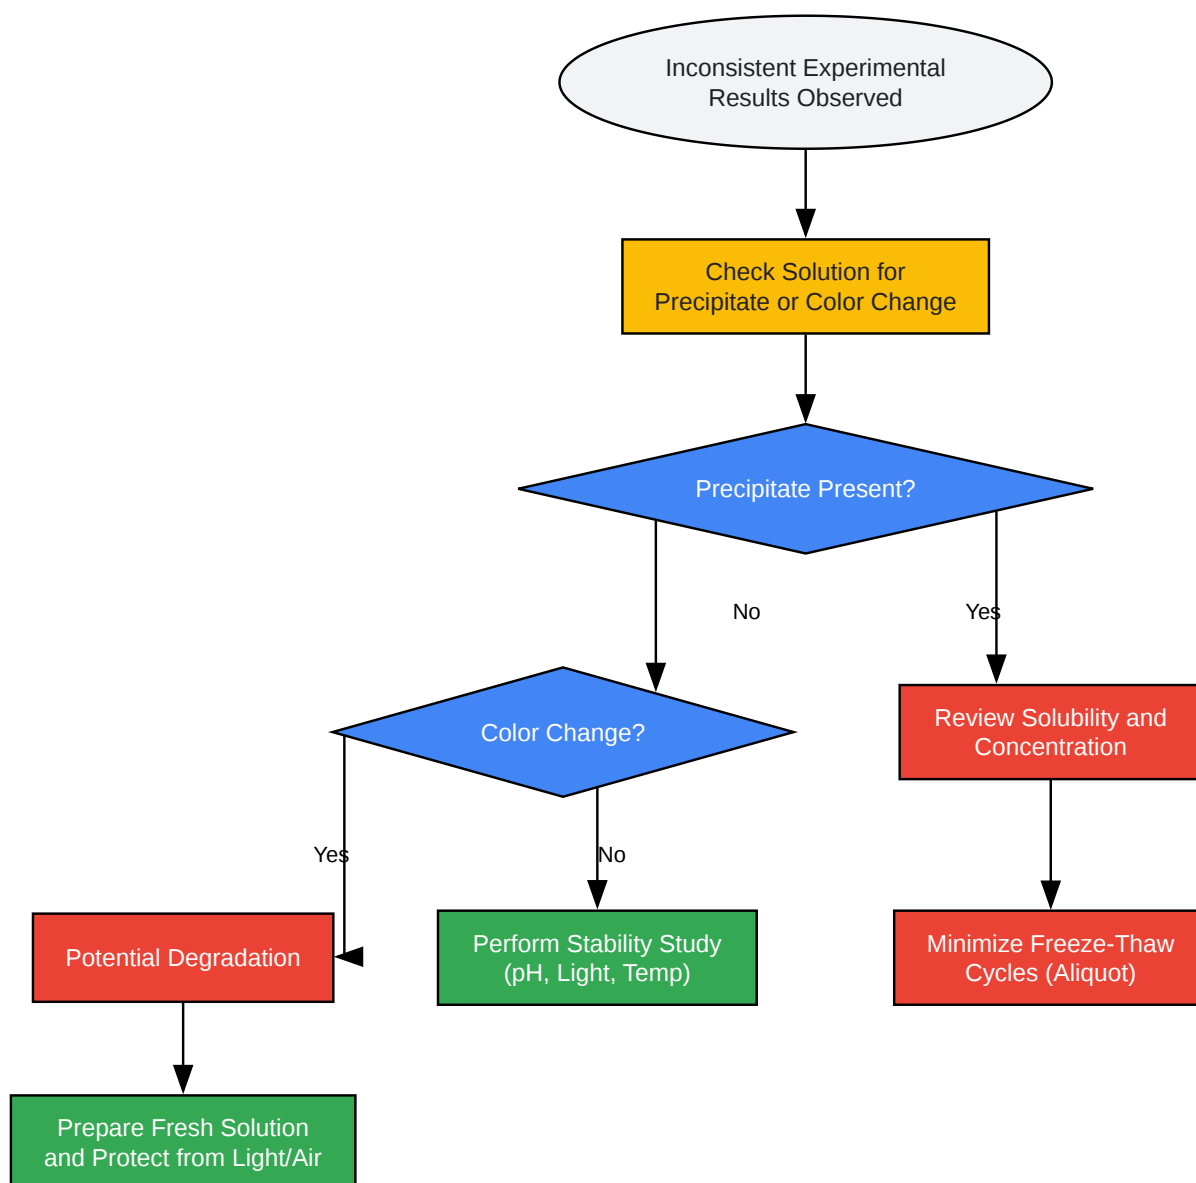 Inconsistent Experimental
Results Observed
Check Solution for
Precipitate or Color Change
Precipitate Present?
No
Yes
Review Solubility and
Concentration
Color Change?
Yes
No
Potential Degradation
Perform Stability Study
(pH, Light, Temp)
Minimize Freeze-Thaw
Cycles (Aliquot)
Prepare Fresh Solution
and Protect from Light/Air